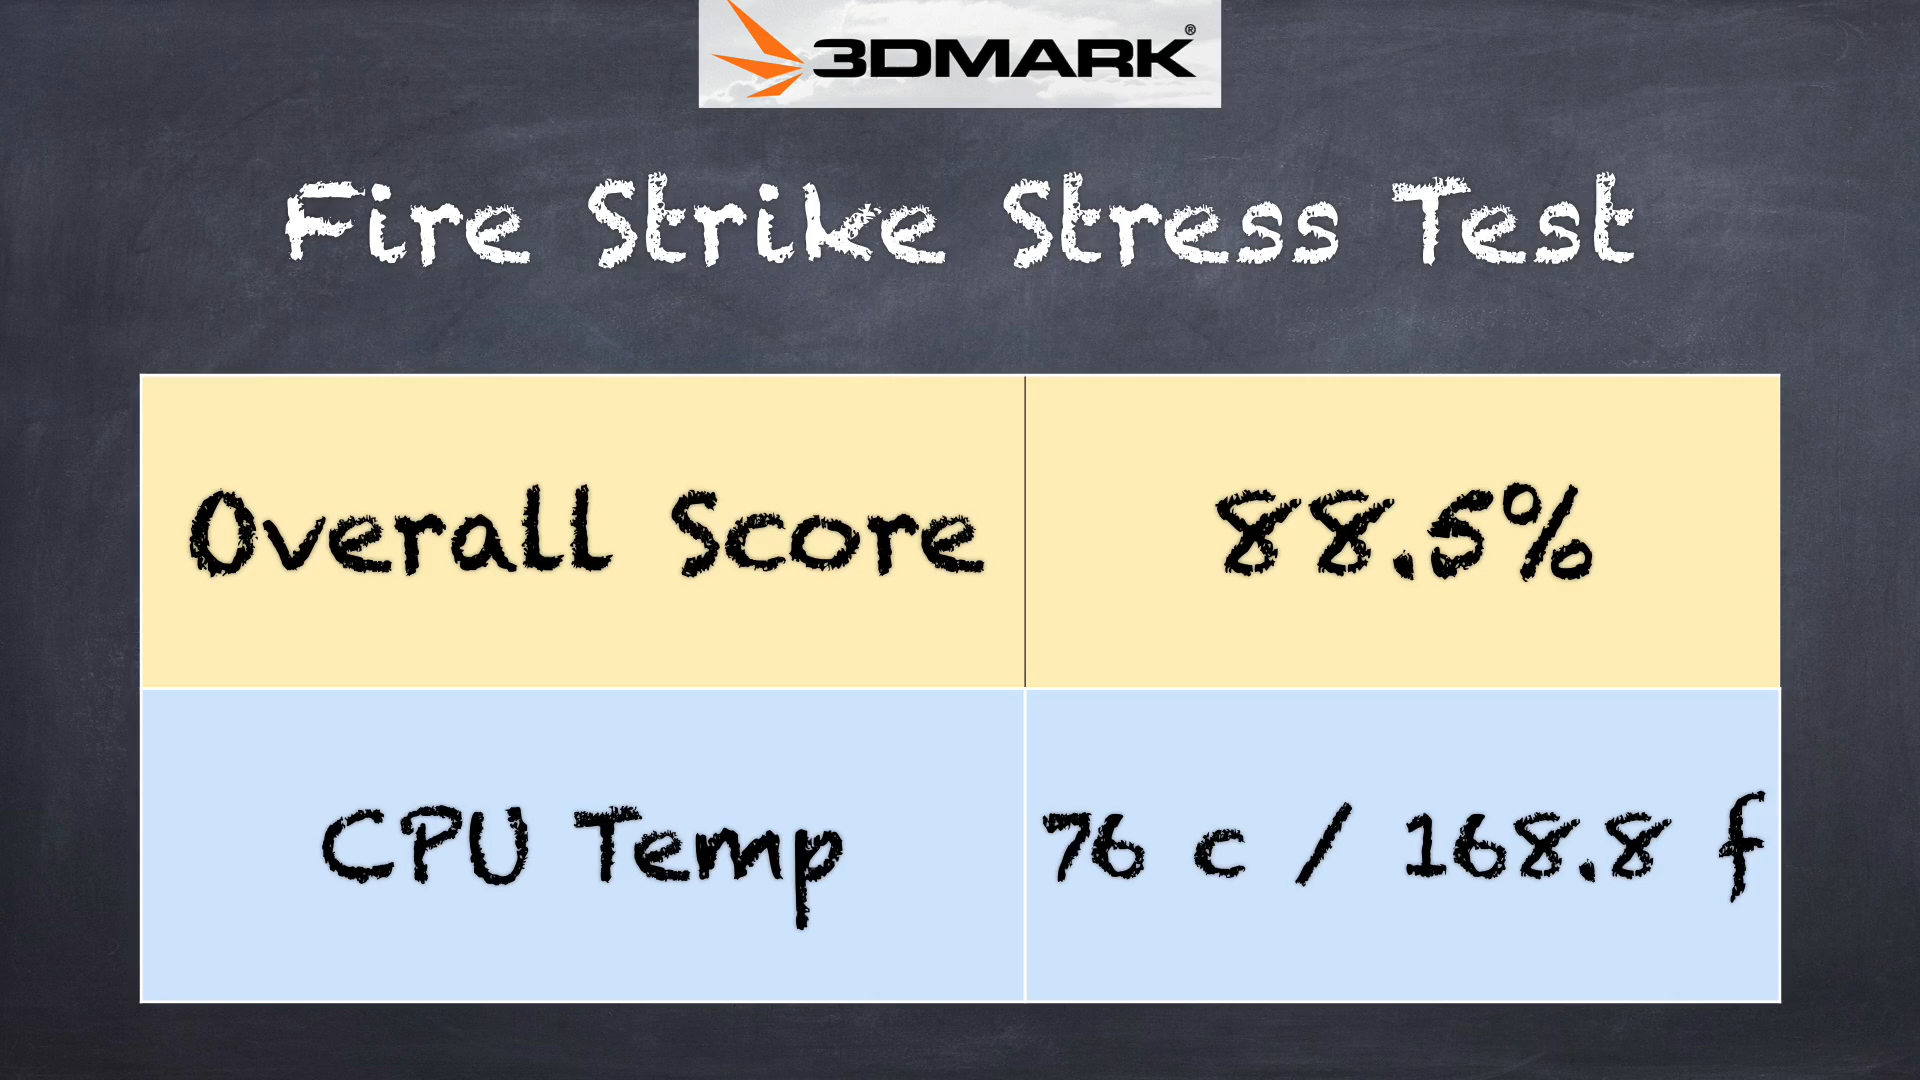 3DMARK®
Fire Strike Stress Test
Overall Score 88.5%
CPU Temp 76 c / 168.8 f